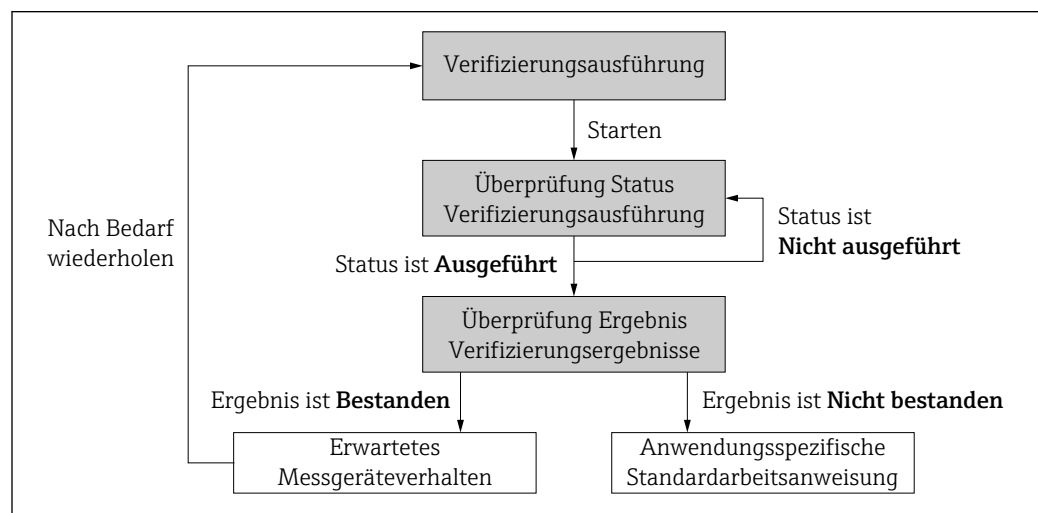 Verifizierungsausführung
Starten
Überprüfung Status
Verifizierungsausführung
Nach Bedarf
wiederholen
Status ist
Nicht ausgeführt
Status ist Ausgeführt
Überprüfung Ergebnis
Verifizierungsergebnisse
Ergebnis ist Bestanden
Ergebnis ist Nicht bestanden
Erwartetes
Messgeräteverhalten
Anwendungsspezifische
Standardarbeitsanweisung